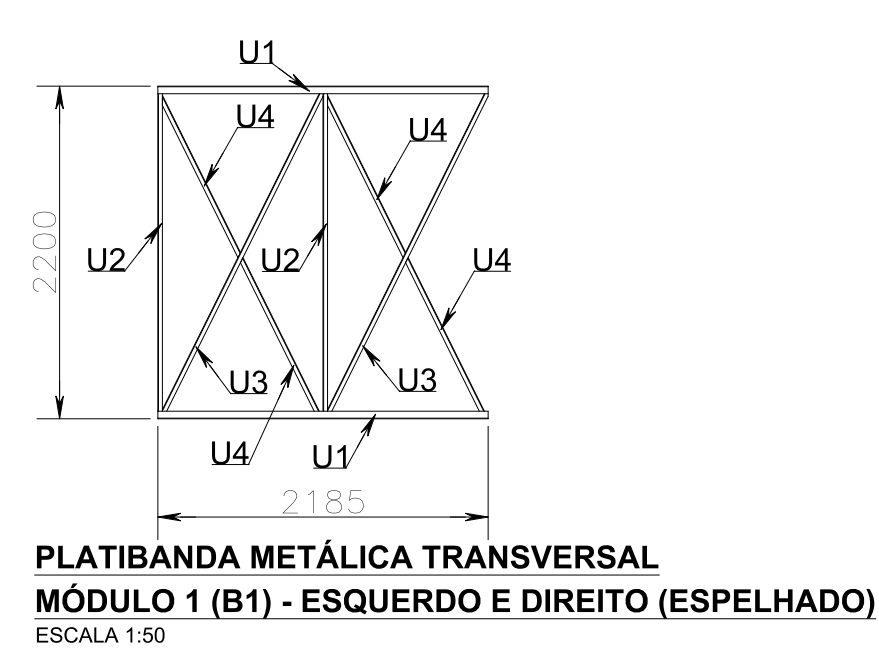 U1
U4
U4
2200
U2
U2
U4
U3
U3
U4
U1
2185
PLATIBANDA METÁLICA TRANSVERSAL
MÓDULO 1 (B1) - ESQUERDO E DIREITO (ESPELHADO)
ESCALA 1:50